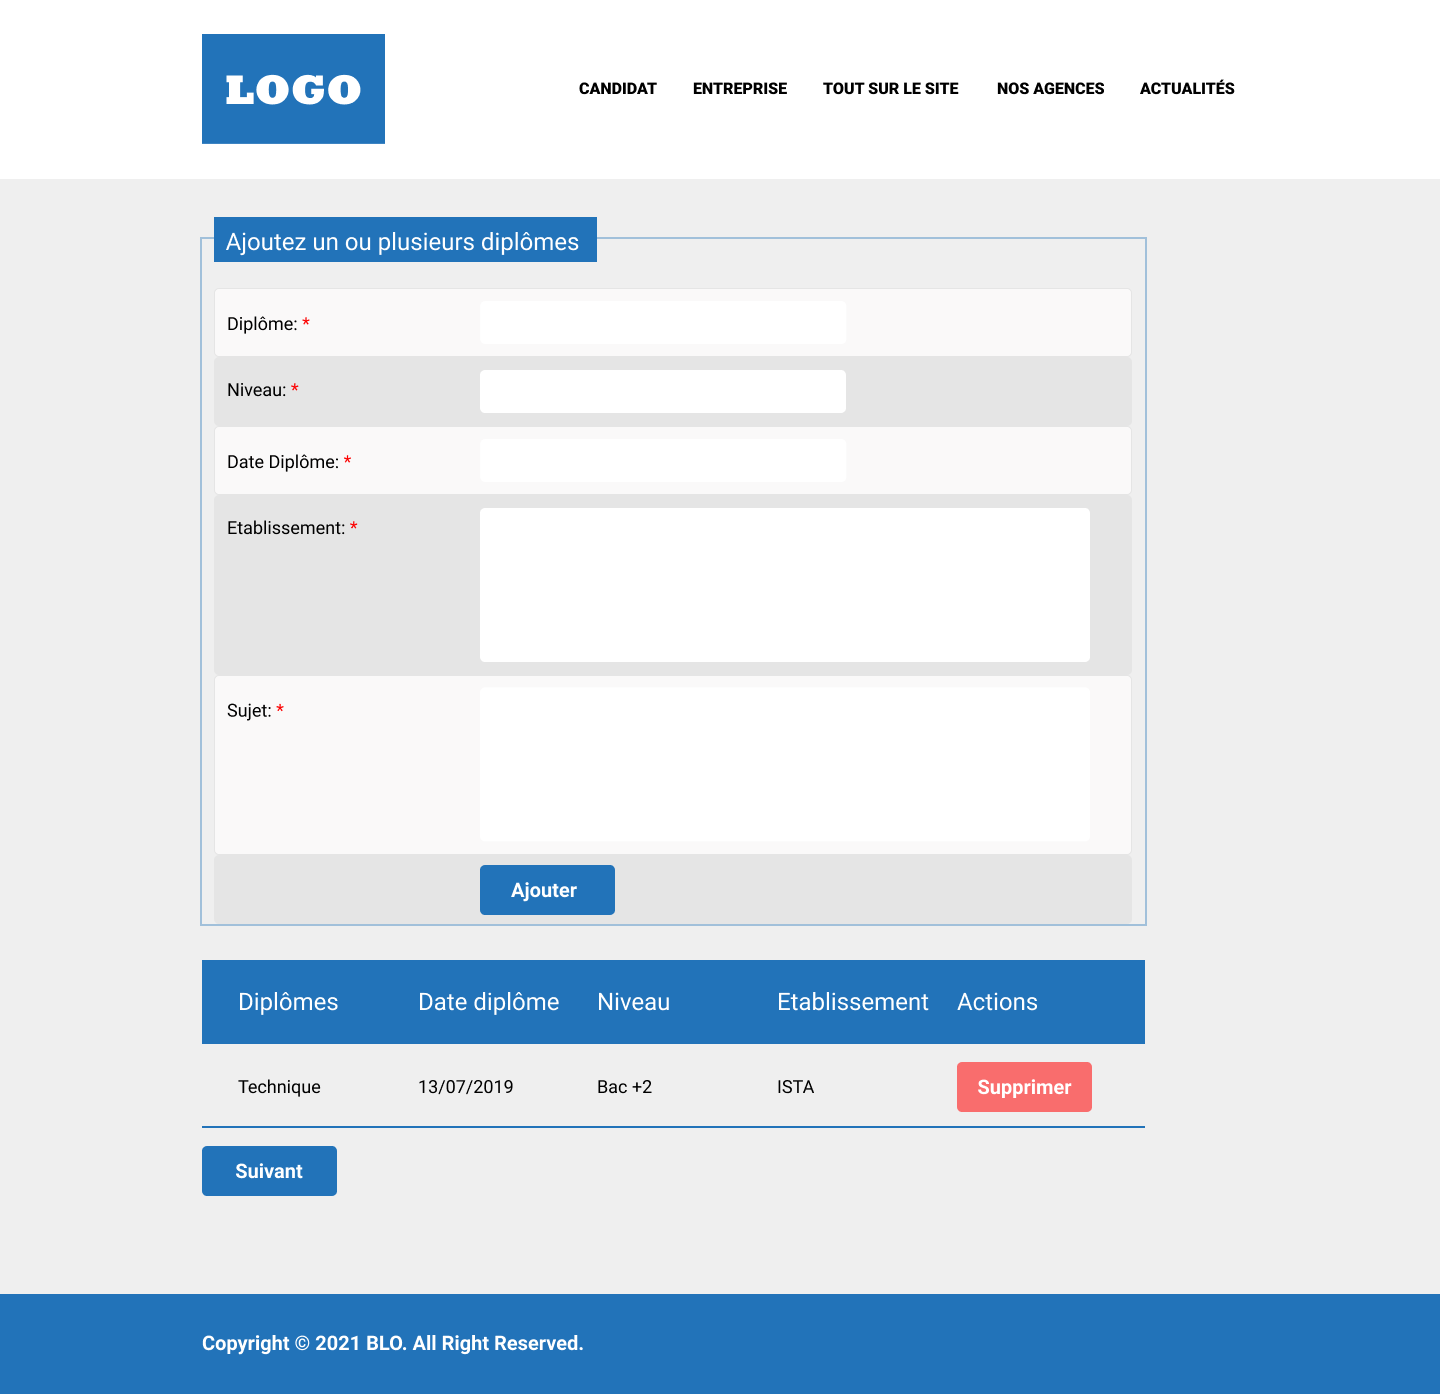 LOGO
CANDIDAT ENTREPRISE TOUT SUR LE SITE NOS AGENCES ACTUALITÉS
Ajoutez un ou plusieurs diplômes
Diplôme: *
Niveau: *
Date Diplôme: *
Etablissement: *
Sujet: *
Ajouter
Diplômes Date diplôme Niveau Etablissement Actions
Technique 13/07/2019 Bac +2 ISTA Supprimer
Suivant
Copyright © 2021 BLO. All Right Reserved.